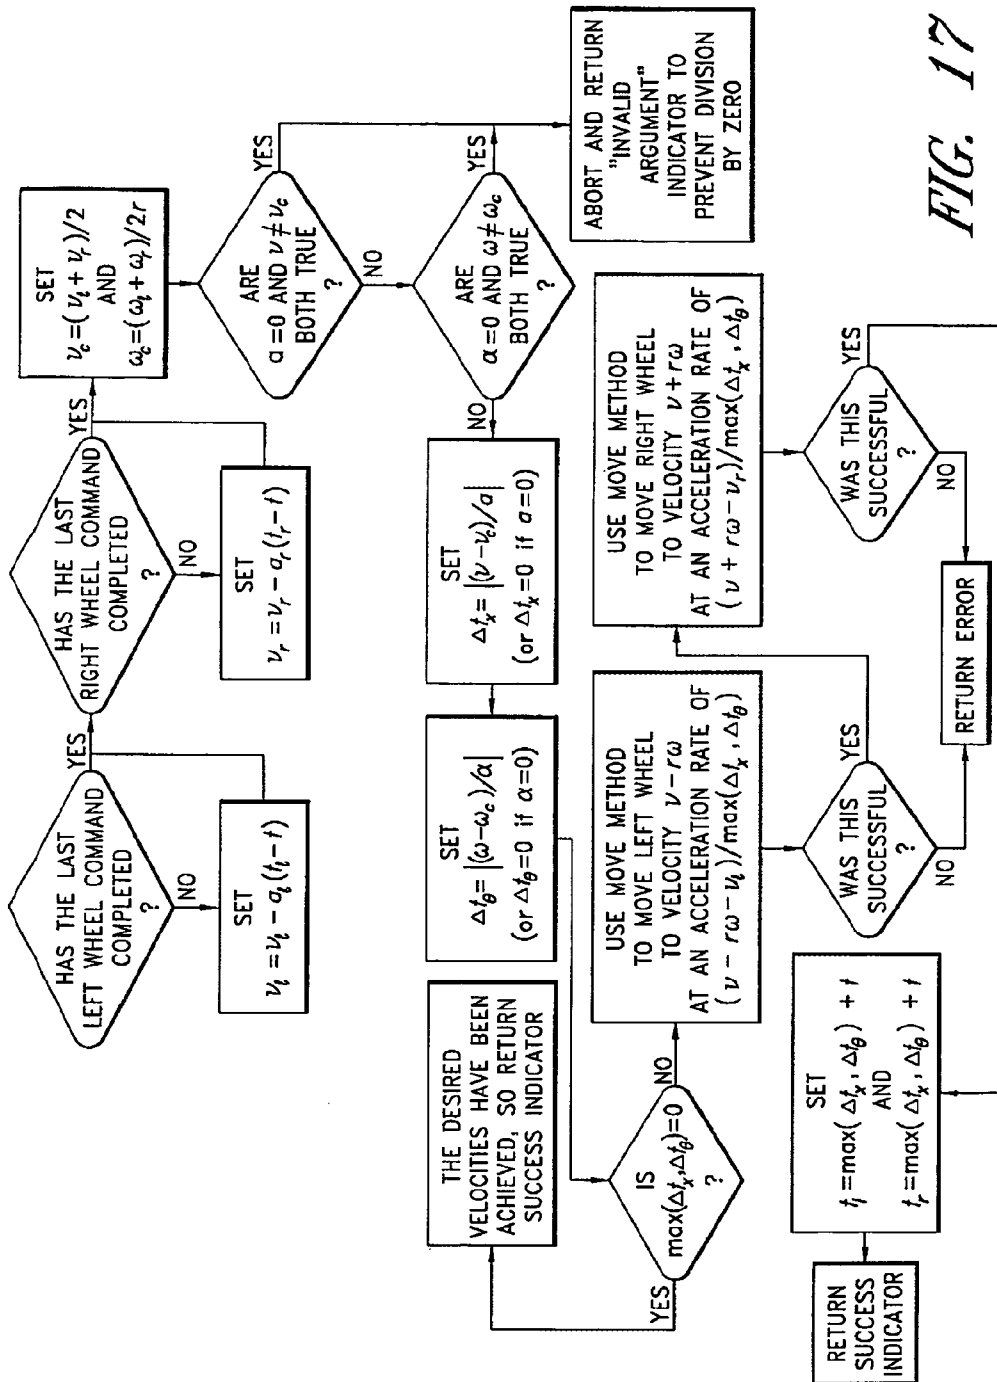 HAS THE LAST
LEFT WHEEL COMMAND
COMPLETED
?
YES
NO
SET
v_l = v_l - a_l(t_l - t)
HAS THE LAST
RIGHT WHEEL COMMAND
COMPLETED
?
YES
NO
SET
v_r = v_r - a_r(t_r - t)
SET
v_c=(v_l + v_r)/2
AND
ω_c=(ω_l + ω_r)/2r
ARE
a=0 AND v≠v_c
BOTH TRUE
?
YES
NO
ARE
α=0 AND ω≠ω_c
BOTH TRUE
?
YES
NO
ABORT AND RETURN
"INVALID
ARGUMENT"
INDICATOR TO
PREVENT DIVISION
BY ZERO
SET
Δt_x=|(v-v_c)/a|
(or Δt_x=0 if a=0)
SET
Δt_θ=|(ω-ω_c)/α|
(or Δt_θ=0 if α=0)
THE DESIRED
VELOCITIES HAVE BEEN
ACHIEVED, SO RETURN
SUCCESS INDICATOR
IS
max(Δt_x,Δt_θ)=0
?
YES
NO
USE MOVE METHOD
TO MOVE LEFT WHEEL
TO VELOCITY v-rω
AT AN ACCELERATION RATE OF
(v - rω-v_l)/max(Δt_x, Δt_θ)
WAS THIS
SUCCESSFUL
?
YES
NO
USE MOVE METHOD
TO MOVE RIGHT WHEEL
TO VELOCITY v+rω
AT AN ACCELERATION RATE OF
(v + rω-v_r)/max(Δt_x, Δt_θ)
WAS THIS
SUCCESSFUL
?
YES
NO
RETURN ERROR
SET
t_l=max(Δt_x, Δt_θ) + t
AND
t_r=max(Δt_x, Δt_θ) + t
RETURN
SUCCESS
INDICATOR
FIG. 17